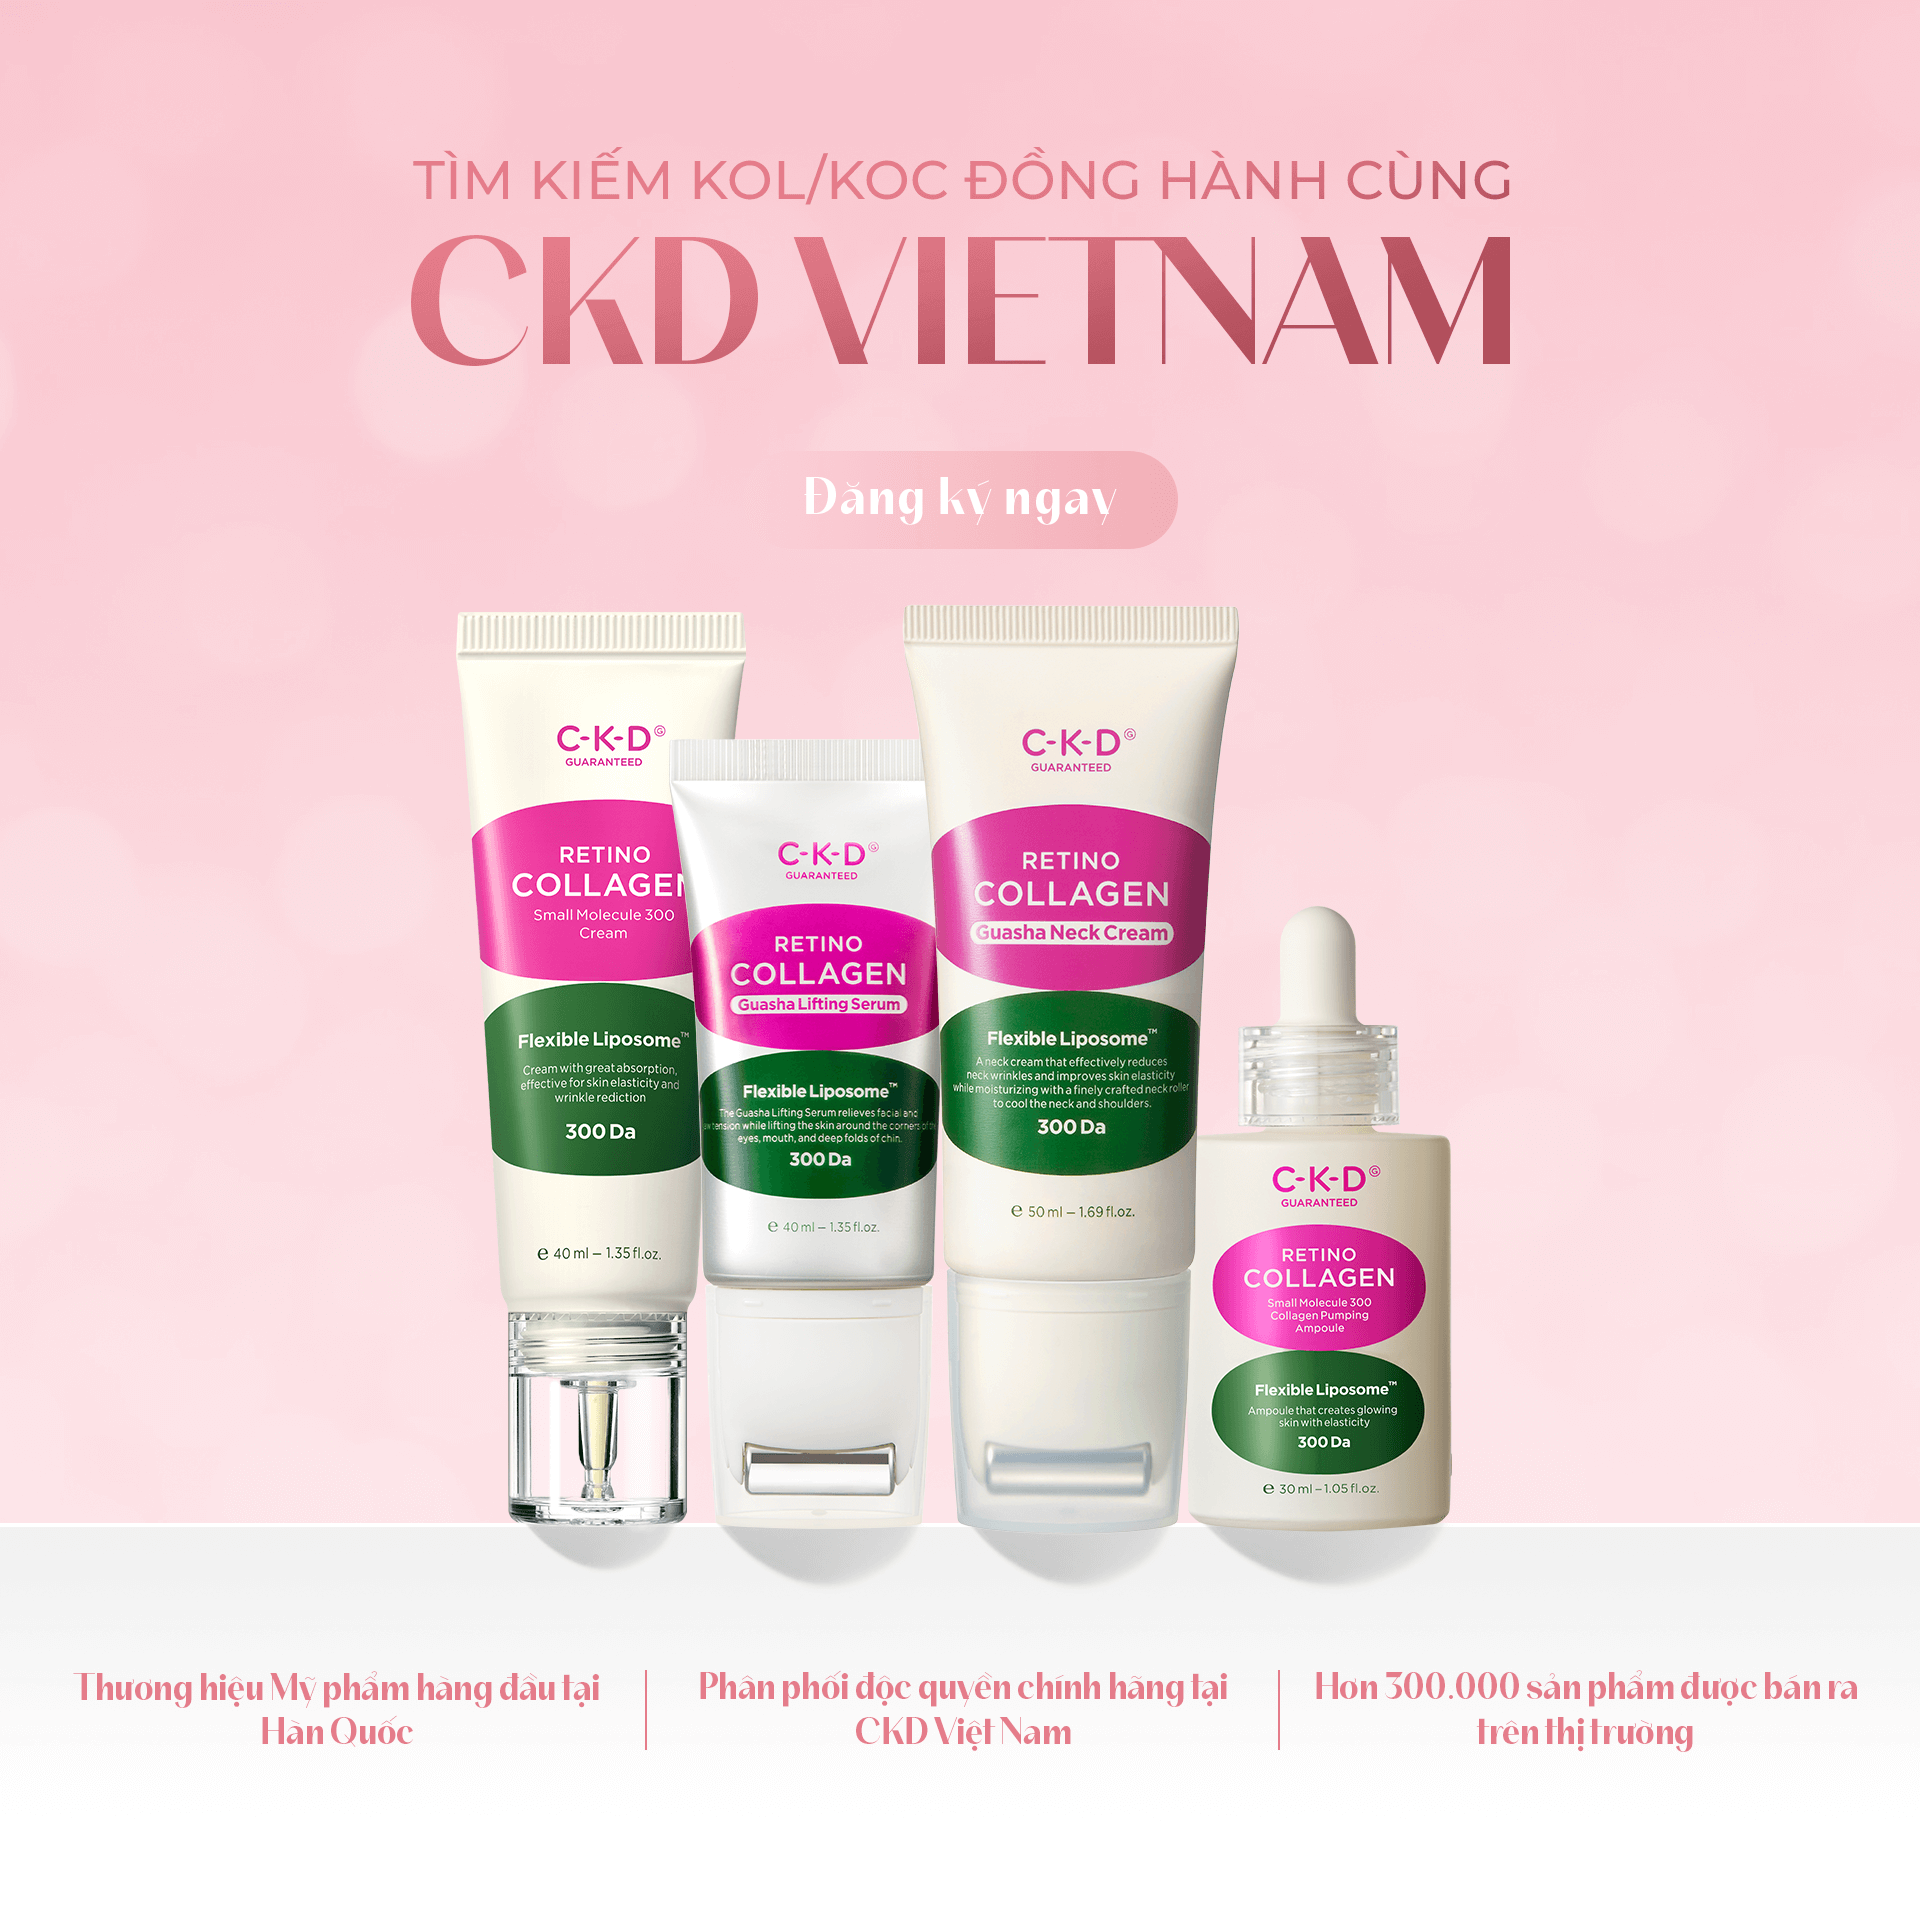 TÌM KIẾM KOL/KOC ĐỒNG HÀNH CÙNG
CKD VIETNAM
Đăng ký ngay
C-K-D G
GUARANTEED
RETINO
COLLAGEN
Small Molecule 300
Cream
Flexible Liposome™
Cream with great absorption,
effective for skin elasticity and
wrinkle rediction
300 Da
e 40 ml – 1.35 fl.oz.
C-K-D G
GUARANTEED
RETINO
COLLAGEN
Guasha Lifting Serum
Flexible Liposome™
The Guasha Lifting Serum relieves facial and
tension while lifting the skin around the corners of the
eyes, mouth, and deep folds of chin.
300 Da
e 40 ml – 1.35 fl.oz.
C-K-D G
GUARANTEED
RETINO
COLLAGEN
Guasha Neck Cream
Flexible Liposome™
A neck cream that effectively reduces
neck wrinkles and improves skin elasticity
while moisturizing with a finely crafted neck roller
to cool the neck and shoulders.
300 Da
e 50 ml – 1.69 fl.oz.
C-K-D G
GUARANTEED
RETINO
COLLAGEN
Small Molecule 300
Collagen Pumping
Ampoule
Flexible Liposome™
Ampoule that creates glowing
skin with elasticity
300 Da
e 30 ml – 1.05 fl.oz.
Thương hiệu Mỹ phẩm hàng đầu tại
Hàn Quốc
Phân phối độc quyền chính hãng tại
CKD Việt Nam
Hơn 300.000 sản phẩm được bán ra
trên thị trường